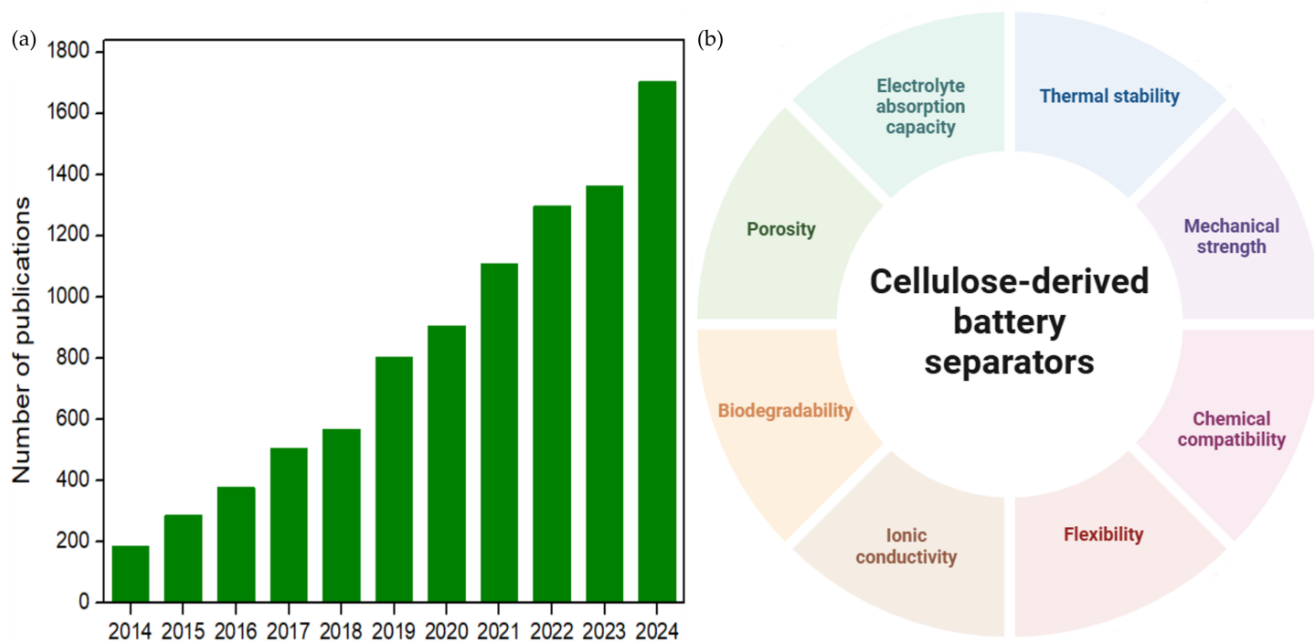 (a)
Number of publications
1800
1600
1400
1200
1000
800
600
400
200
0
2014 2015 2016 2017 2018 2019 2020 2021 2022 2023 2024
(b)
Electrolyte
absorption
capacity
Thermal stability
Mechanical
strength
Chemical
compatibility
Flexibility
Ionic
conductivity
Biodegradability
Porosity
Cellulose-derived
battery
separators